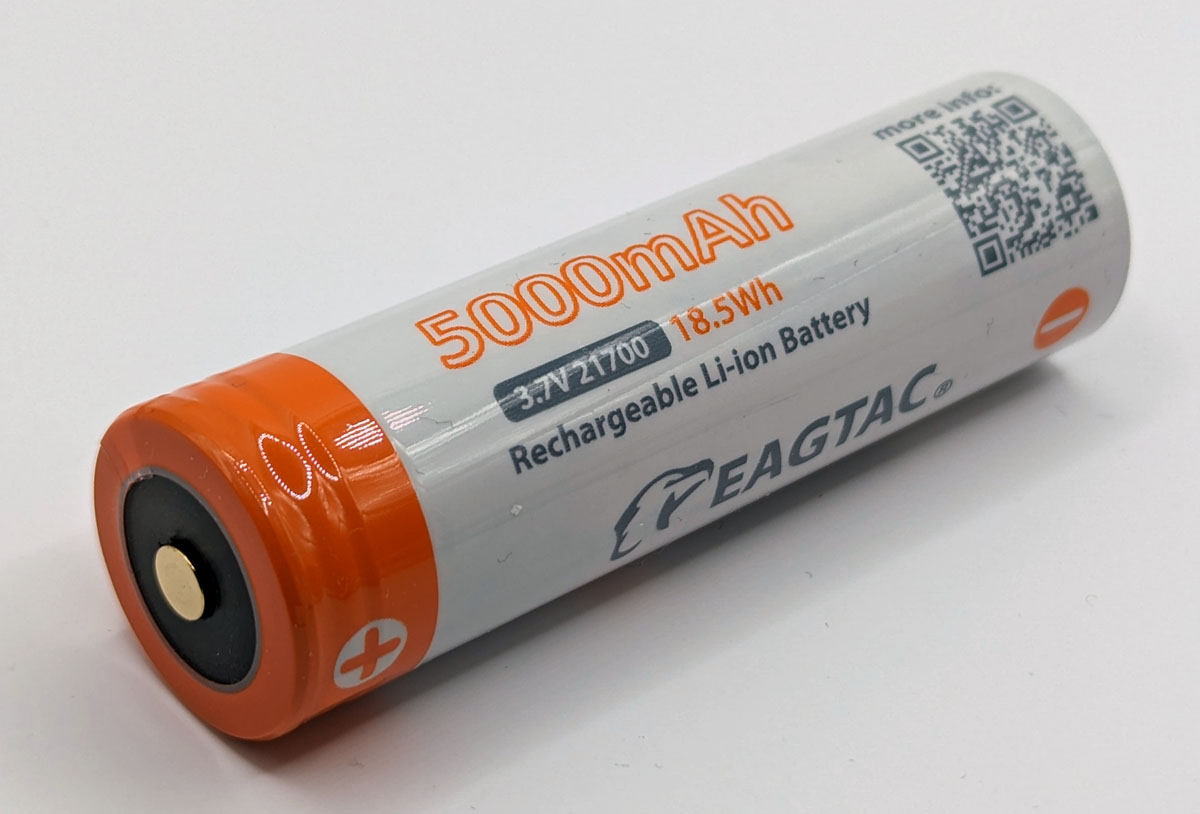 more info:
5000mAh
3.7V 21700 18.5Wh
Rechargeable Li-ion Battery
EAGTAC®